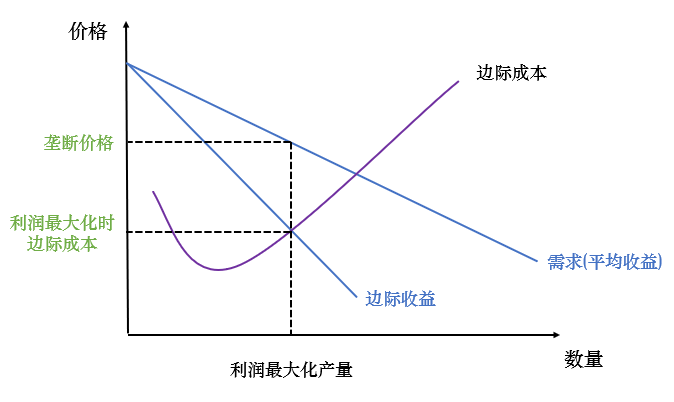 价格
边际成本
垄断价格
利润最大化时
边际成本
需求(平均收益)
边际收益
数量
利润最大化产量